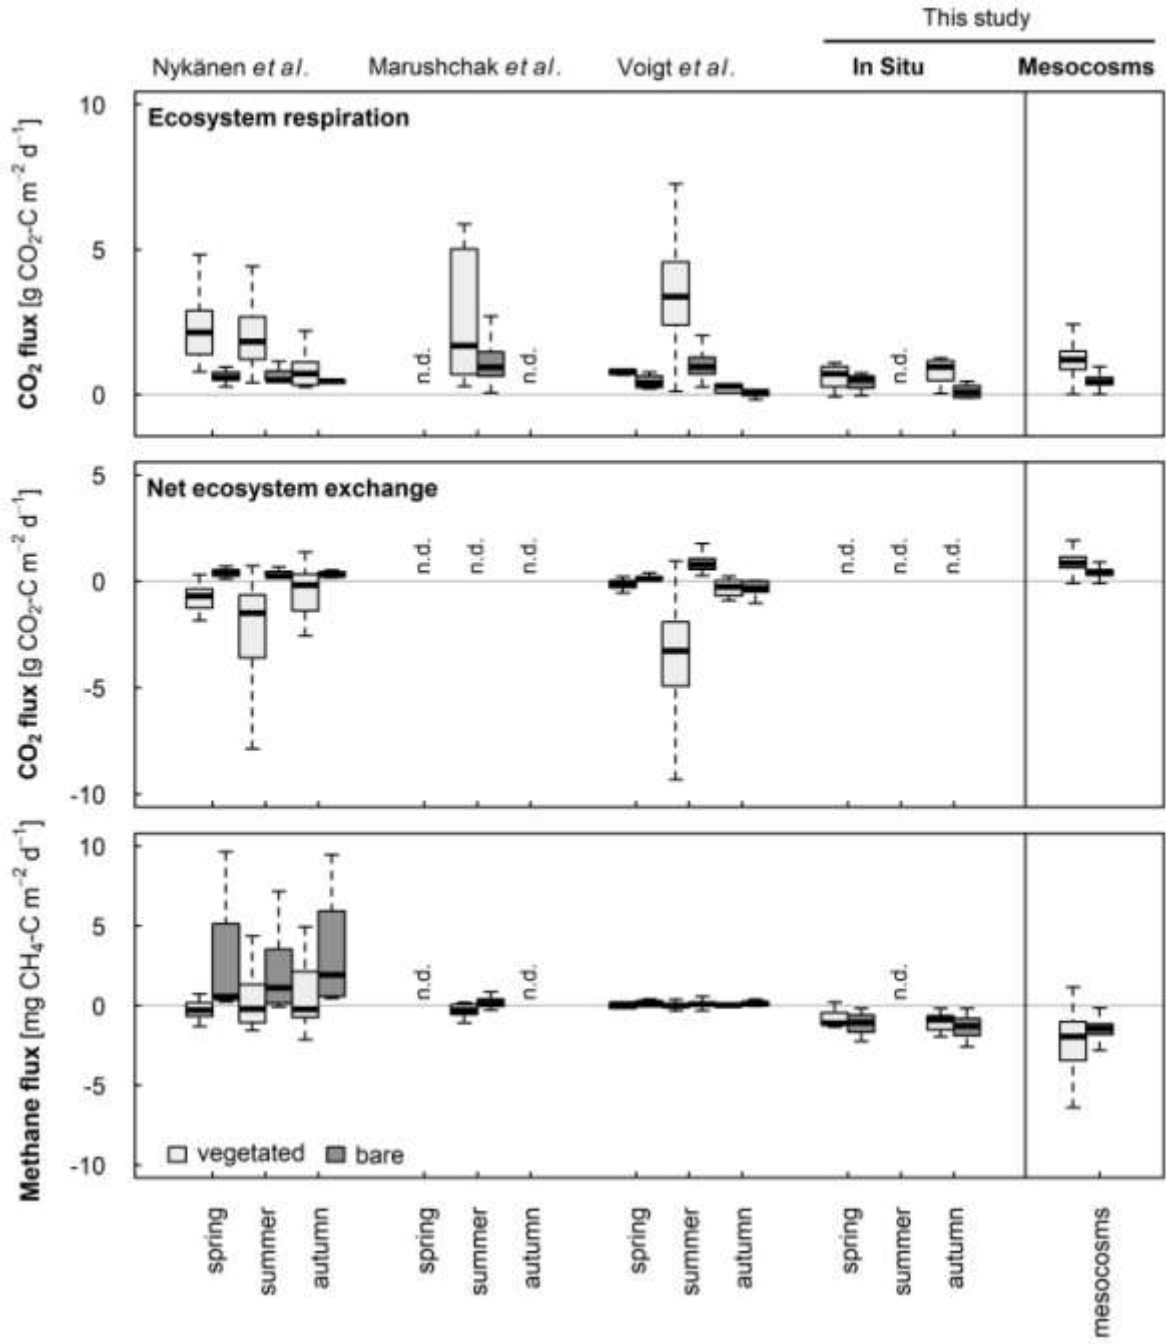 This study
Nykänen et al. Marushchak et al. Voigt et al. In Situ Mesocosms
Ecosystem respiration
CO₂ flux [g CO₂-C m⁻² d⁻¹]
10
5
0
n.d. n.d. n.d.
Net ecosystem exchange
CO₂ flux [g CO₂-C m⁻² d⁻¹]
5
0
-5
-10
n.d. n.d. n.d. n.d. n.d. n.d.
Methane flux [mg CH₄-C m⁻² d⁻¹]
10
5
0
-5
-10
n.d. n.d. n.d.
vegetated bare
spring summer autumn spring summer autumn spring summer autumn spring summer autumn mesocosms